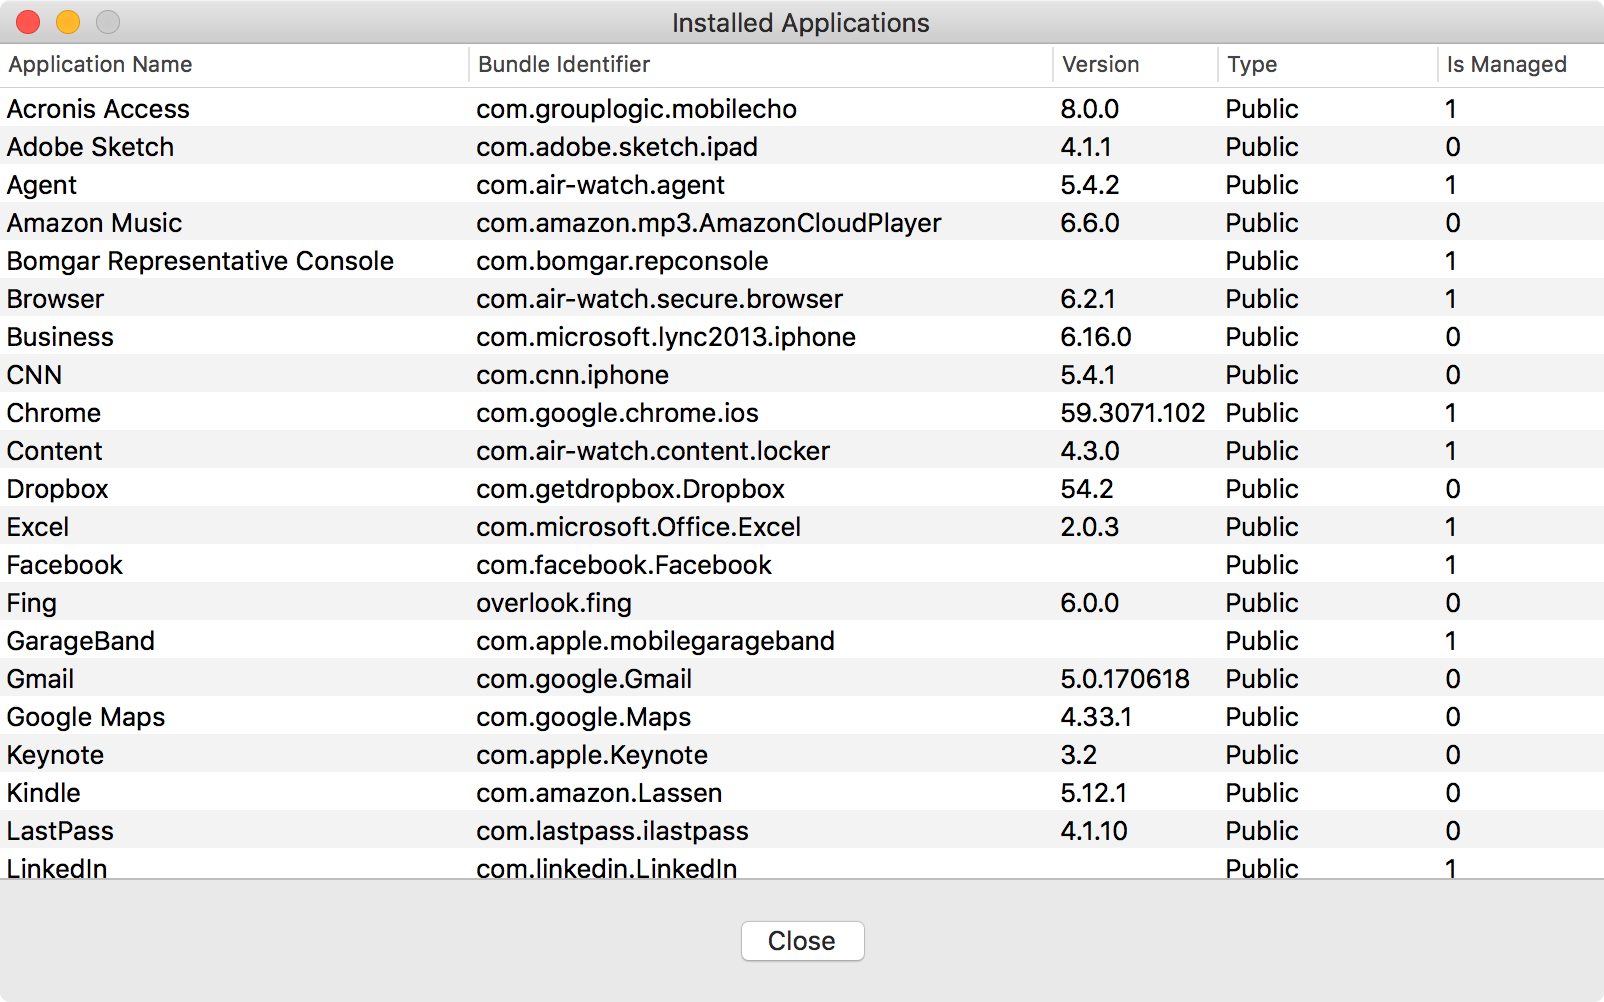 Installed Applications
Application Name Bundle Identifier Version Type Is Managed
Acronis Access com.grouplogic.mobilecho 8.0.0 Public 1
Adobe Sketch com.adobe.sketch.ipad 4.1.1 Public 0
Agent com.air-watch.agent 5.4.2 Public 1
Amazon Music com.amazon.mp3.AmazonCloudPlayer 6.6.0 Public 0
Bomgar Representative Console com.bomgar.repconsole Public 1
Browser com.air-watch.secure.browser 6.2.1 Public 1
Business com.microsoft.lync2013.iphone 6.16.0 Public 0
CNN com.cnn.iphone 5.4.1 Public 0
Chrome com.google.chrome.ios 59.3071.102 Public 1
Content com.air-watch.content.locker 4.3.0 Public 1
Dropbox com.getdropbox.Dropbox 54.2 Public 0
Excel com.microsoft.Office.Excel 2.0.3 Public 1
Facebook com.facebook.Facebook Public 1
Fing overlook.fing 6.0.0 Public 0
GarageBand com.apple.mobilegarageband Public 1
Gmail com.google.Gmail 5.0.170618 Public 0
Google Maps com.google.Maps 4.33.1 Public 0
Keynote com.apple.Keynote 3.2 Public 0
Kindle com.amazon.Lassen 5.12.1 Public 0
LastPass com.lastpass.ilastpass 4.1.10 Public 0
LinkedIn com.linkedin.LinkedIn Public 1
Close